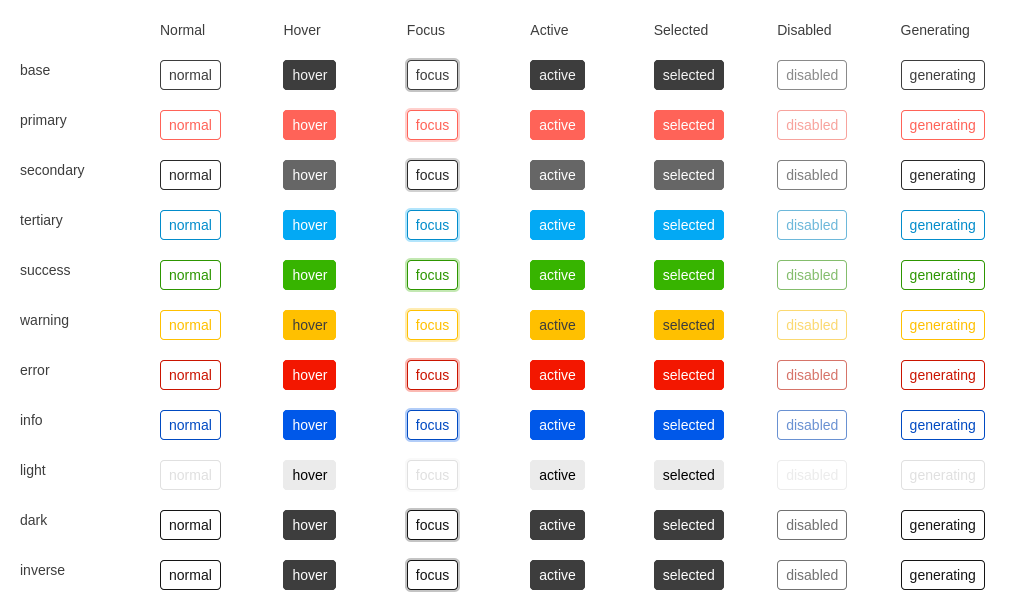 Normal Hover Focus Active Selected Disabled Generating
base normal hover focus active selected disabled generating
primary normal hover focus active selected disabled generating
secondary normal hover focus active selected disabled generating
tertiary normal hover focus active selected disabled generating
success normal hover focus active selected disabled generating
warning normal hover focus active selected disabled generating
error normal hover focus active selected disabled generating
info normal hover focus active selected disabled generating
light normal hover focus active selected disabled generating
dark normal hover focus active selected disabled generating
inverse normal hover focus active selected disabled generating